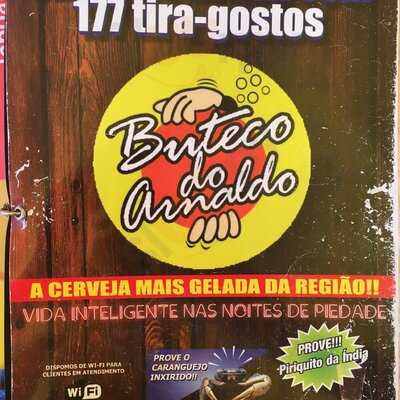 177 tira-gostos
Buteco
do
Arnaldo
A CERVEJA MAIS GELADA DA REGIÃO!!
VIDA INTELIGENTE NAS NOITES DE PIEDADE
DISPOMOS DE WI-FI PARA
CLIENTES EM ATENDIMENTO
Wi Fi
PROVE O
CARANGUEJO
INXIRIDO!!
PROVE!!!
Piriquito da Índia